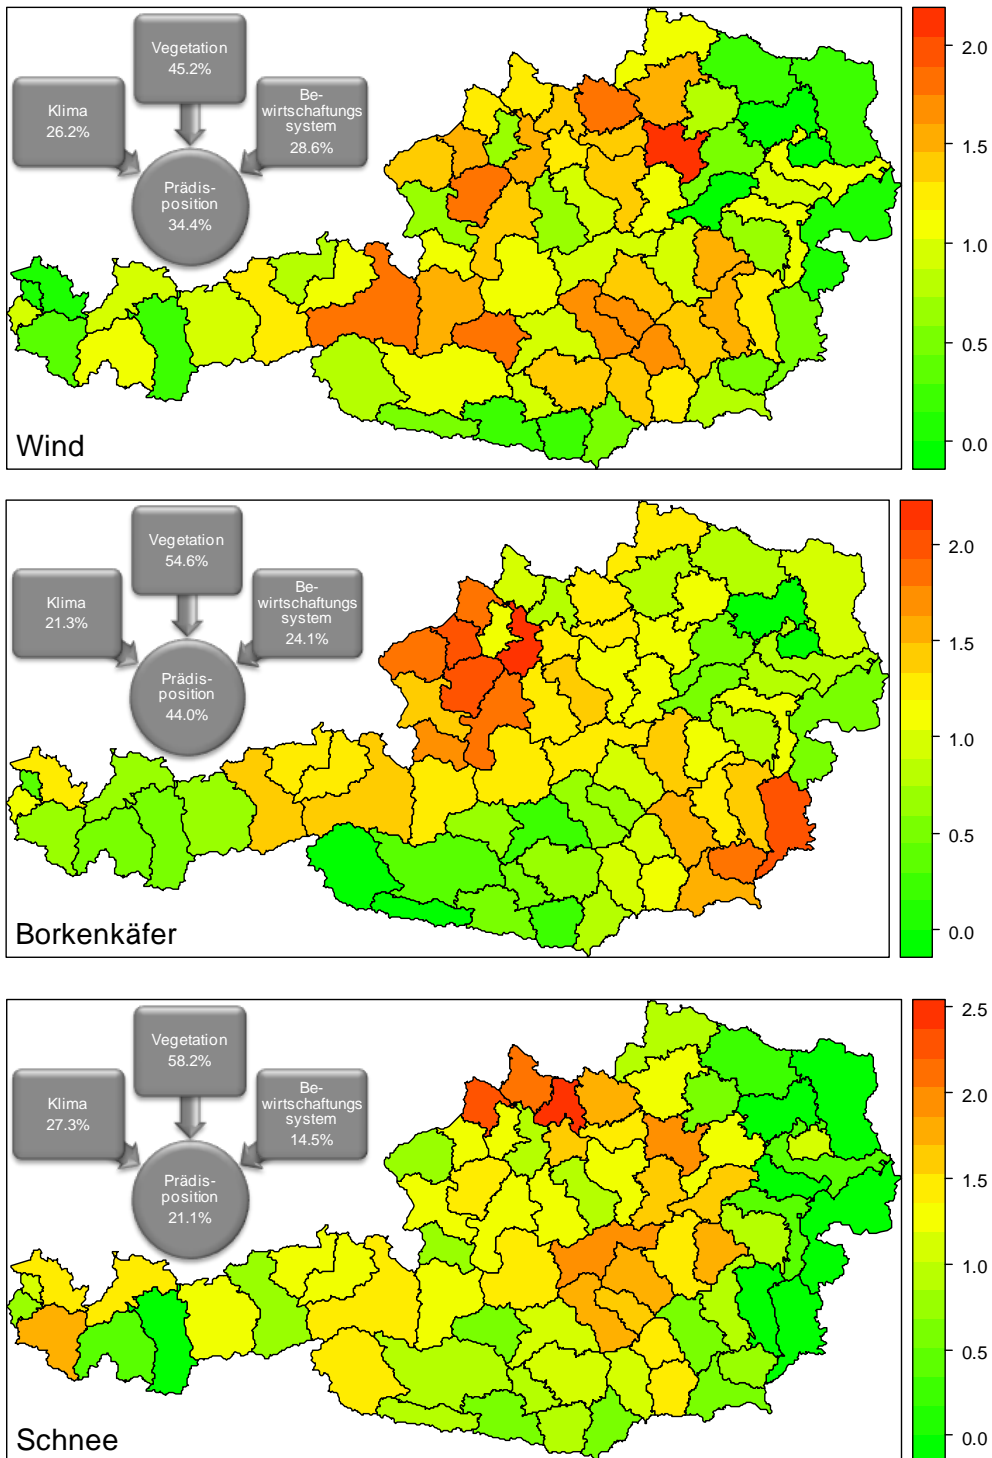 Vegetation
45.2%
Klima
26.2%
Be-
wirtschaftungs
system
28.6%
Prädis-
position
34.4%
Wind
2.0
1.5
1.0
0.5
0.0
Vegetation
54.6%
Klima
21.3%
Be-
wirtschaftungs
system
24.1%
Prädis-
position
44.0%
Borkenkäfer
2.0
1.5
1.0
0.5
0.0
Vegetation
58.2%
Klima
27.3%
Be-
wirtschaftungs
system
14.5%
Prädis-
position
21.1%
Schnee
2.5
2.0
1.5
1.0
0.5
0.0